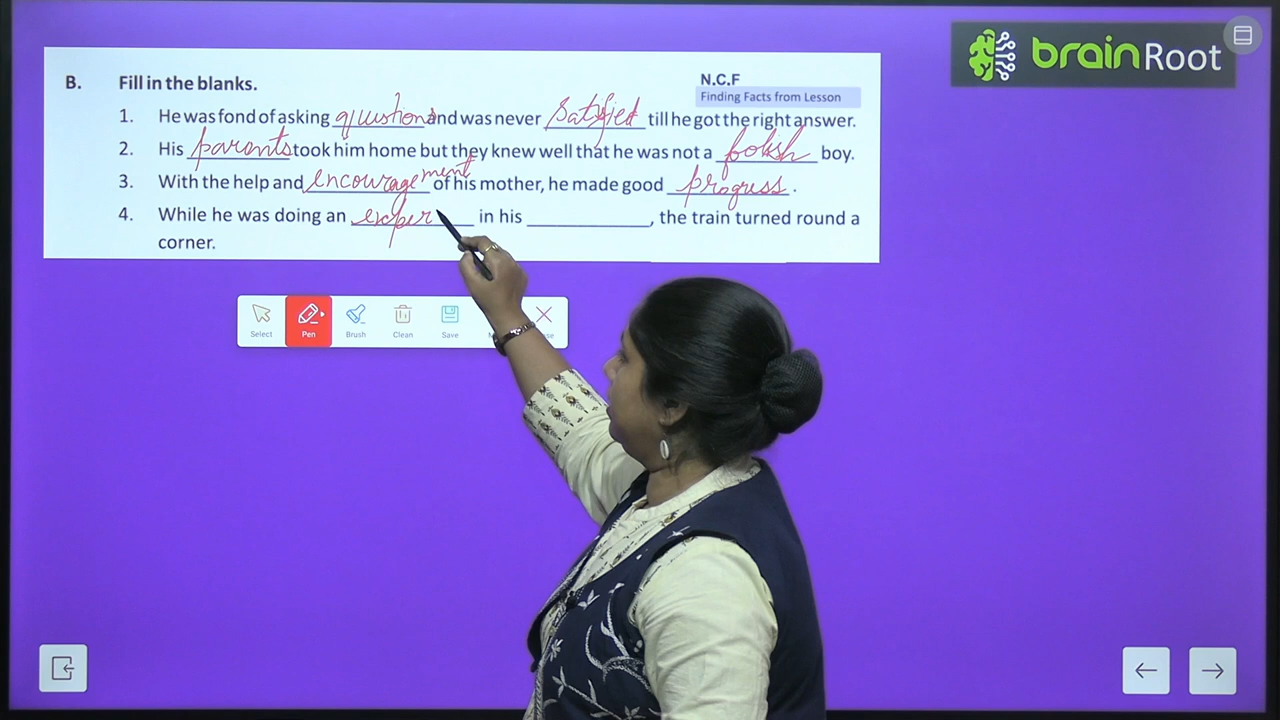 brainRoot
B. Fill in the blanks.
N.C.F
Finding Facts from Lesson
1. He was fond of asking questions and was never satisfied till he got the right answer.
2. His parents took him home but they knew well that he was not a foolish boy.
3. With the help and encouragement of his mother, he made good progress.
4. While he was doing an exper in his ____________, the train turned round a
corner.
Select Pen Brush Clean Save